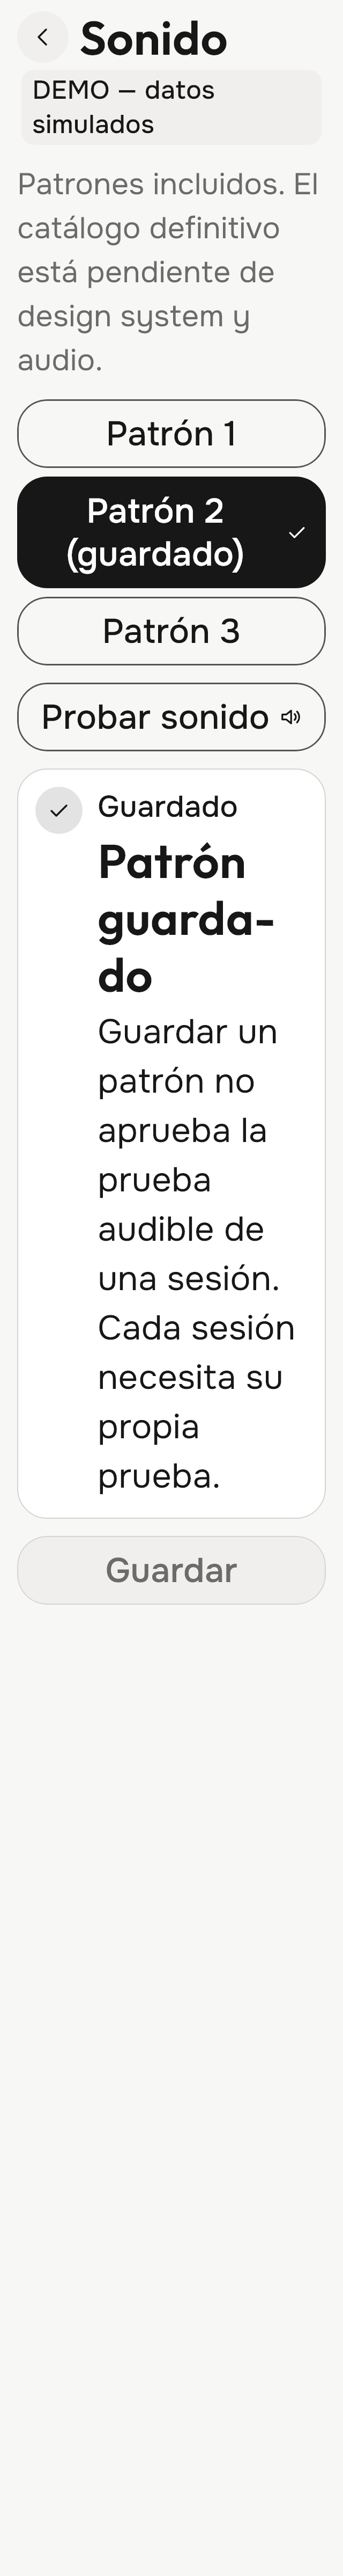 Sonido
DEMO — datos
simulados
Patrones incluidos. El
catálogo definitivo
está pendiente de
design system y
audio.
Patrón 1
Patrón 2
(guardado)
Patrón 3
Probar sonido
Guardado
Patrón
guarda-
do
Guardar un
patrón no
aprueba la
prueba
audible de
una sesión.
Cada sesión
necesita su
propia
prueba.
Guardar